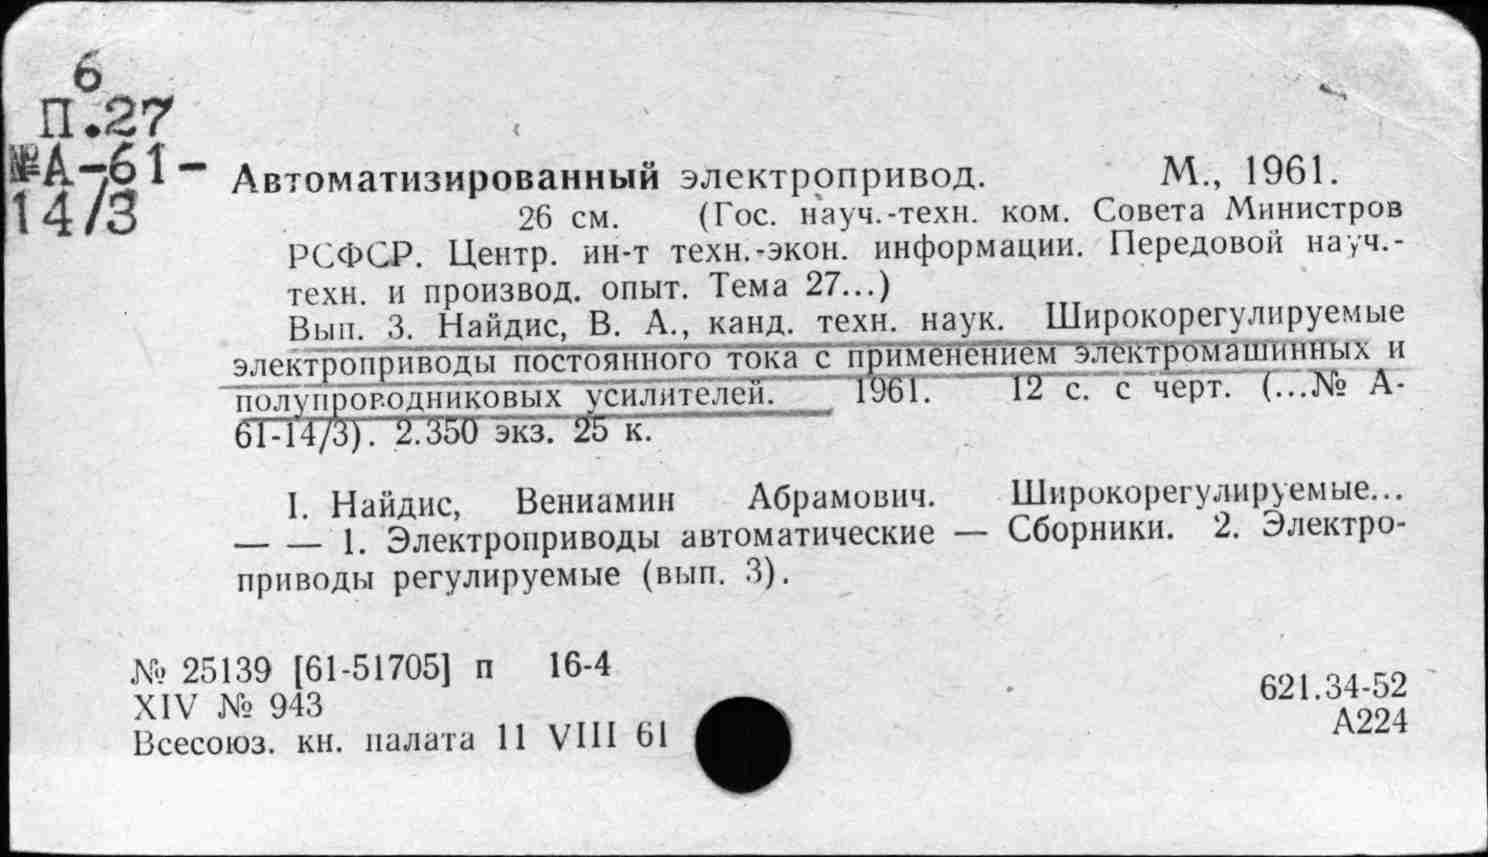 6
П.27
№А-61-
14/3
Автоматизированный электропривод. М., 1961.
26 см. (Гос. науч.-техн. ком. Совета Министров
РСФСР. Центр. ин-т техн.-экон. информации. Передовой науч.-
техн. и производ. опыт. Тема 27...)
Вып. 3. Найдис, В. А., канд. техн. наук. Широкорегулируемые
электроприводы постоянного тока с применением электромашинных и
полупроводниковых усилителей. 1961. 12 с. с черт. (...№ А-
61-14/3). 2.350 экз. 25 к.
I. Найдис, Вениамин Абрамович. Широкорегулируемые...
— — 1. Электроприводы автоматические — Сборники. 2. Электро-
приводы регулируемые (вып. 3).
№ 25139 [61-51705] п 16-4
XIV № 943
Всесоюз. кн. палата 11 VIII 61
621.34-52
А224